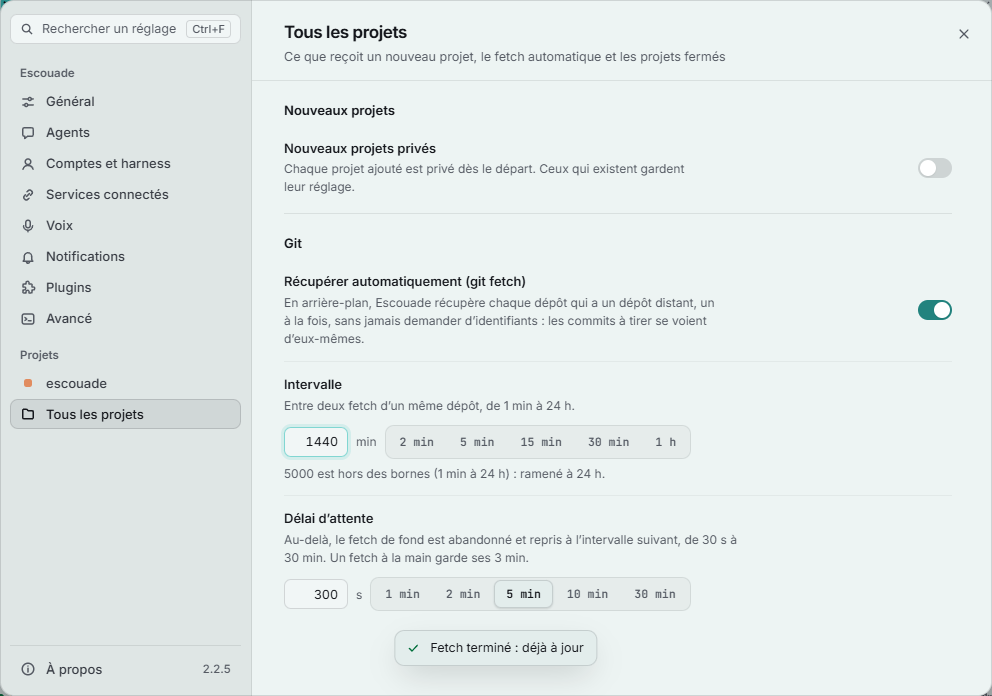 Rechercher un réglage Ctrl+F
Escouade
Général
Agents
Comptes et harness
Services connectés
Voix
Notifications
Plugins
Avancé
Projets
escouade
Tous les projets
À propos 2.2.5
Tous les projets
Ce que reçoit un nouveau projet, le fetch automatique et les projets fermés
Nouveaux projets
Nouveaux projets privés
Chaque projet ajouté est privé dès le départ. Ceux qui existent gardent
leur réglage.
Git
Récupérer automatiquement (git fetch)
En arrière-plan, Escouade récupère chaque dépôt qui a un dépôt distant, un
à la fois, sans jamais demander d’identifiants : les commits à tirer se voient
d’eux-mêmes.
Intervalle
Entre deux fetch d’un même dépôt, de 1 min à 24 h.
1440 min 2 min 5 min 15 min 30 min 1 h
5000 est hors des bornes (1 min à 24 h) : ramené à 24 h.
Délai d’attente
Au-delà, le fetch de fond est abandonné et repris à l’intervalle suivant, de 30 s à
30 min. Un fetch à la main garde ses 3 min.
300 s 1 min 2 min 5 min 10 min 30 min
Fetch terminé : déjà à jour